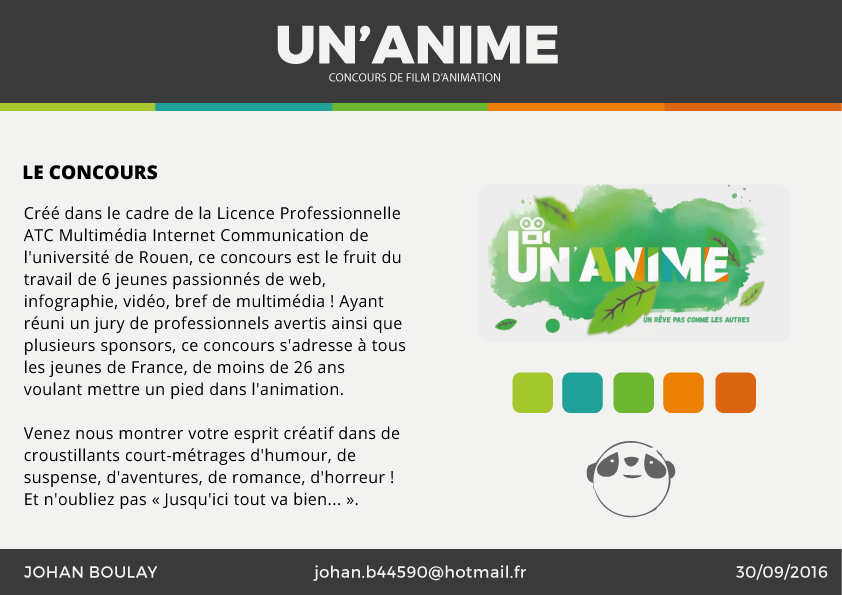 UN'ANIME
CONCOURS DE FILM D'ANIMATION
LE CONCOURS
Créé dans le cadre de la Licence Professionnelle
ATC Multimédia Internet Communication de
l'université de Rouen, ce concours est le fruit du
travail de 6 jeunes passionnés de web,
infographie, vidéo, bref de multimédia ! Ayant
réuni un jury de professionnels avertis ainsi que
plusieurs sponsors, ce concours s'adresse à tous
les jeunes de France, de moins de 26 ans
voulant mettre un pied dans l'animation.
Venez nous montrer votre esprit créatif dans de
croustillants court-métrages d'humour, de
suspense, d'aventures, de romance, d'horreur !
Et n'oubliez pas « Jusqu'ici tout va bien... ».
UN'ANIME
UN RÊVE PAS COMME LES AUTRES
JOHAN BOULAY
johan.b44590@hotmail.fr
30/09/2016